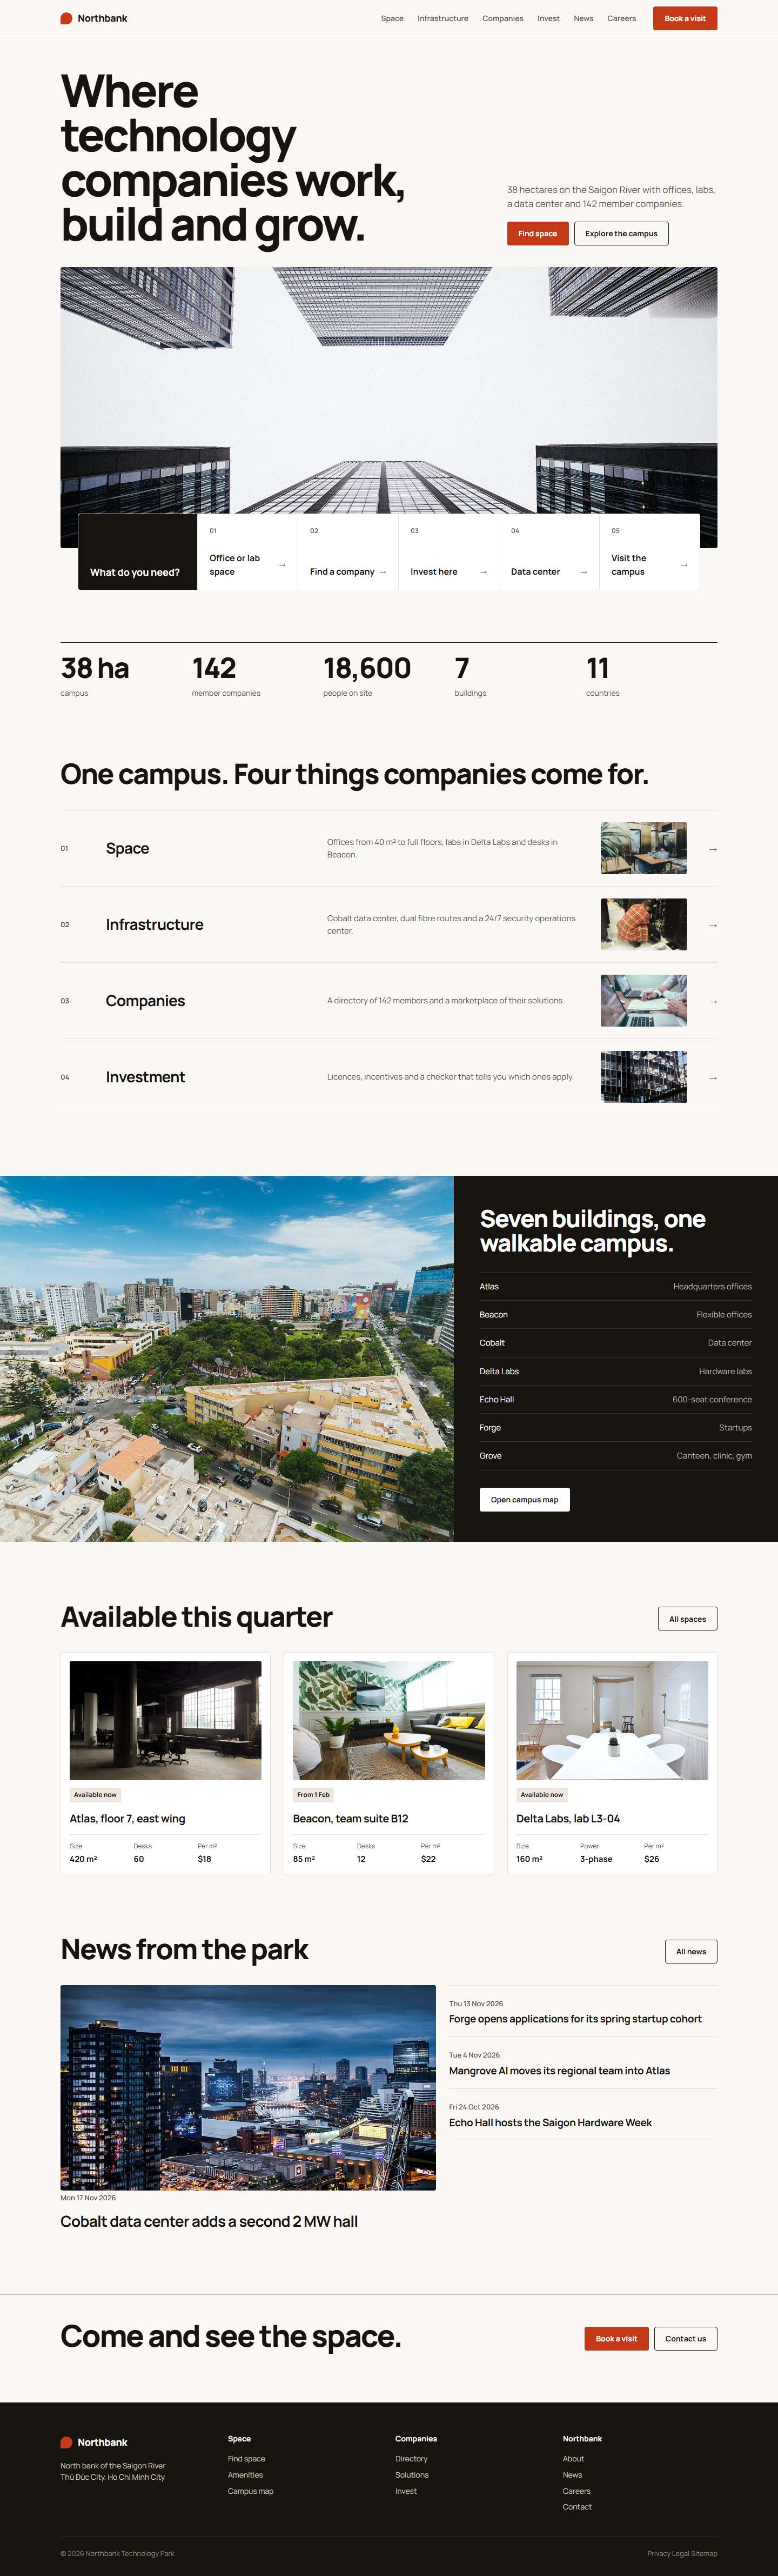 Northbank
Space Infrastructure Companies Invest News Careers Book a visit
Where
technology
companies work,
build and grow.
38 hectares on the Saigon River with offices, labs,
a data center and 142 member companies.
Find space Explore the campus
What do you need?
01
Office or lab
space →
02
Find a company →
03
Invest here →
04
Data center →
05
Visit the
campus →
38 ha
campus
142
member companies
18,600
people on site
7
buildings
11
countries
One campus. Four things companies come for.
01 Space
Offices from 40 m² to full floors, labs in Delta Labs and desks in
Beacon.
→
02 Infrastructure
Cobalt data center, dual fibre routes and a 24/7 security operations
center.
→
03 Companies
A directory of 142 members and a marketplace of their solutions.
→
04 Investment
Licences, incentives and a checker that tells you which ones apply.
→
Seven buildings, one
walkable campus.
Atlas Headquarters offices
Beacon Flexible offices
Cobalt Data center
Delta Labs Hardware labs
Echo Hall 600-seat conference
Forge Startups
Grove Canteen, clinic, gym
Open campus map
Available this quarter
All spaces
Available now
Atlas, floor 7, east wing
Size Desks Per m²
420 m² 60 $18
From 1 Feb
Beacon, team suite B12
Size Desks Per m²
85 m² 12 $22
Available now
Delta Labs, lab L3-04
Size Power Per m²
160 m² 3-phase $26
News from the park
All news
Mon 17 Nov 2026
Cobalt data center adds a second 2 MW hall
Thu 13 Nov 2026
Forge opens applications for its spring startup cohort
Tue 4 Nov 2026
Mangrove AI moves its regional team into Atlas
Fri 24 Oct 2026
Echo Hall hosts the Saigon Hardware Week
Come and see the space.
Book a visit Contact us
Northbank
North bank of the Saigon River
Thủ Đức City, Ho Chi Minh City
Space
Find space
Amenities
Campus map
Companies
Directory
Solutions
Invest
Northbank
About
News
Careers
Contact
© 2026 Northbank Technology Park
Privacy Legal Sitemap